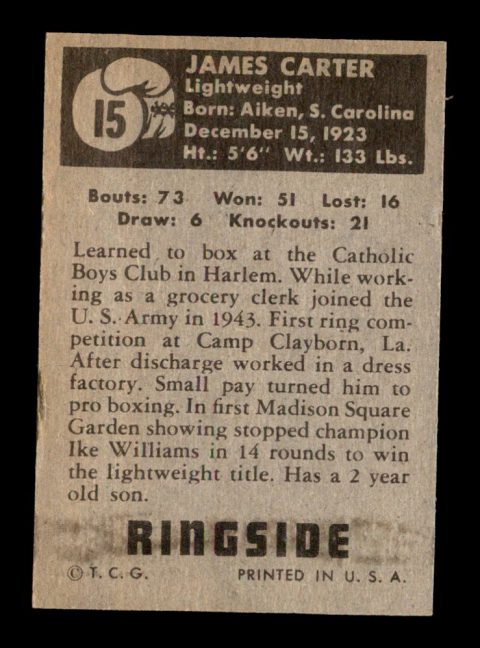 15
JAMES CARTER
Lightweight
Born: Aiken, S. Carolina
December 15, 1923
Ht.: 5'6" Wt.: 133 Lbs.
Bouts: 73 Won: 51 Lost: 16
Draw: 6 Knockouts: 21
Learned to box at the Catholic
Boys Club in Harlem. While work-
ing as a grocery clerk joined the
U. S. Army in 1943. First ring com-
petition at Camp Clayborn, La.
After discharge worked in a dress
factory. Small pay turned him to
pro boxing. In first Madison Square
Garden showing stopped champion
Ike Williams in 14 rounds to win
the lightweight title. Has a 2 year
old son.
RINGSIDE
© T. C. G. PRINTED IN U. S. A.